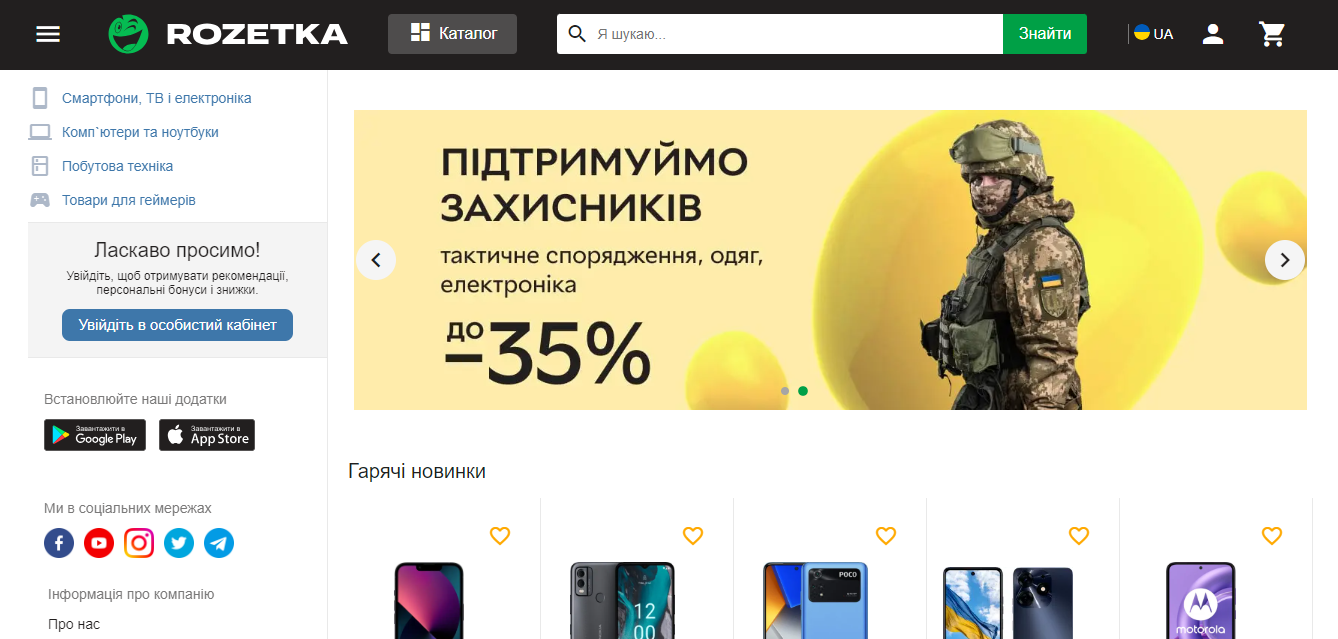 ROZETKA
Каталог
Я шукаю...
Знайти
UA
Смартфони, ТВ і електроніка
Комп`ютери та ноутбуки
Побутова техніка
Товари для геймерів
Ласкаво просимо!
Увійдіть, щоб отримувати рекомендації,
персональні бонуси і знижки.
Увійдіть в особистий кабінет
Встановлюйте наші додатки
Завантажити в
Google Play
Завантажити в
App Store
Ми в соціальних мережах
Інформація про компанію
Про нас
ПІДТРИМУЙМО
ЗАХИСНИКІВ
тактичне спорядження, одяг,
електроніка
до
–35%
Гарячі новинки
12
00
POCO
motorola